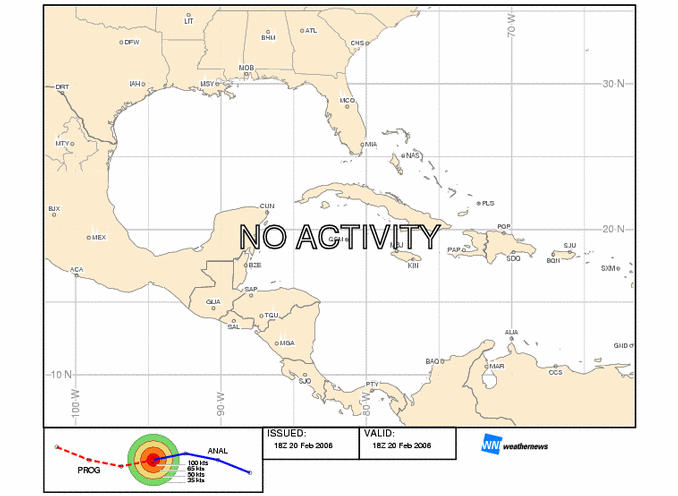 LIT
70°W
BHM
ATL
DFW
CHS
MOB
IAH
MSY
30°N
DRT
MCO
MTY
MIA
NAS
PLS
CUN
BJX
POP
20°N
MEX
NO ACTIVITY
SJU
PAP
SDQ
BQN
KIN
BZE
SXM
ACA
SAP
GUA
TGU
SAL
AUA
MGA
GND
BAQ
MAR
CCS
10°N
SJO
PTY
100°W
90°W
80°W
ISSUED:
18Z 20 Feb 2006
VALID:
18Z 20 Feb 2006
PROG
ANAL
100 kts
65 kts
50 kts
35 kts
WNI weathernews